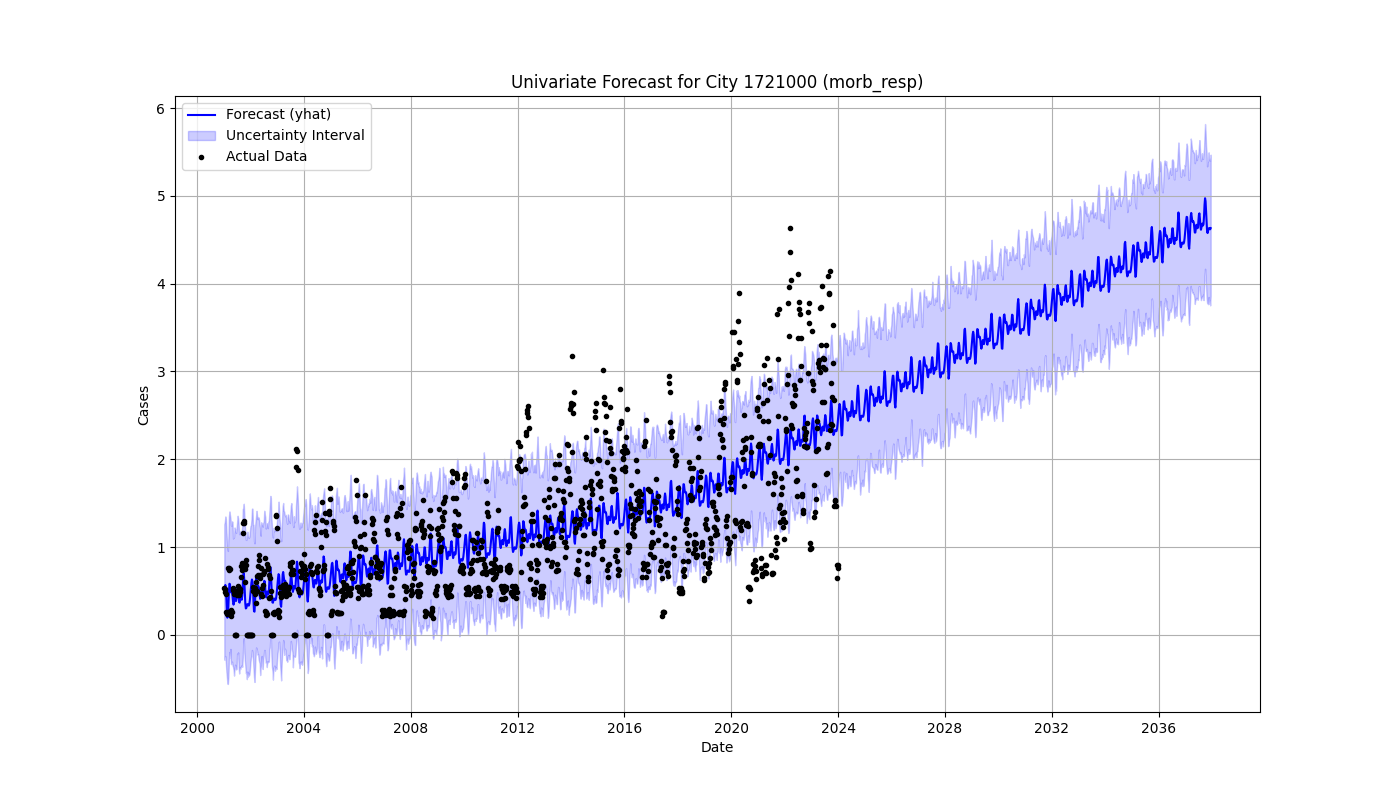 Univariate Forecast for City 1721000 (morb_resp)
Forecast (yhat)
Uncertainty Interval
Actual Data
6
5
4
3
2
1
0
Cases
2000 2004 2008 2012 2016 2020 2024 2028 2032 2036
Date